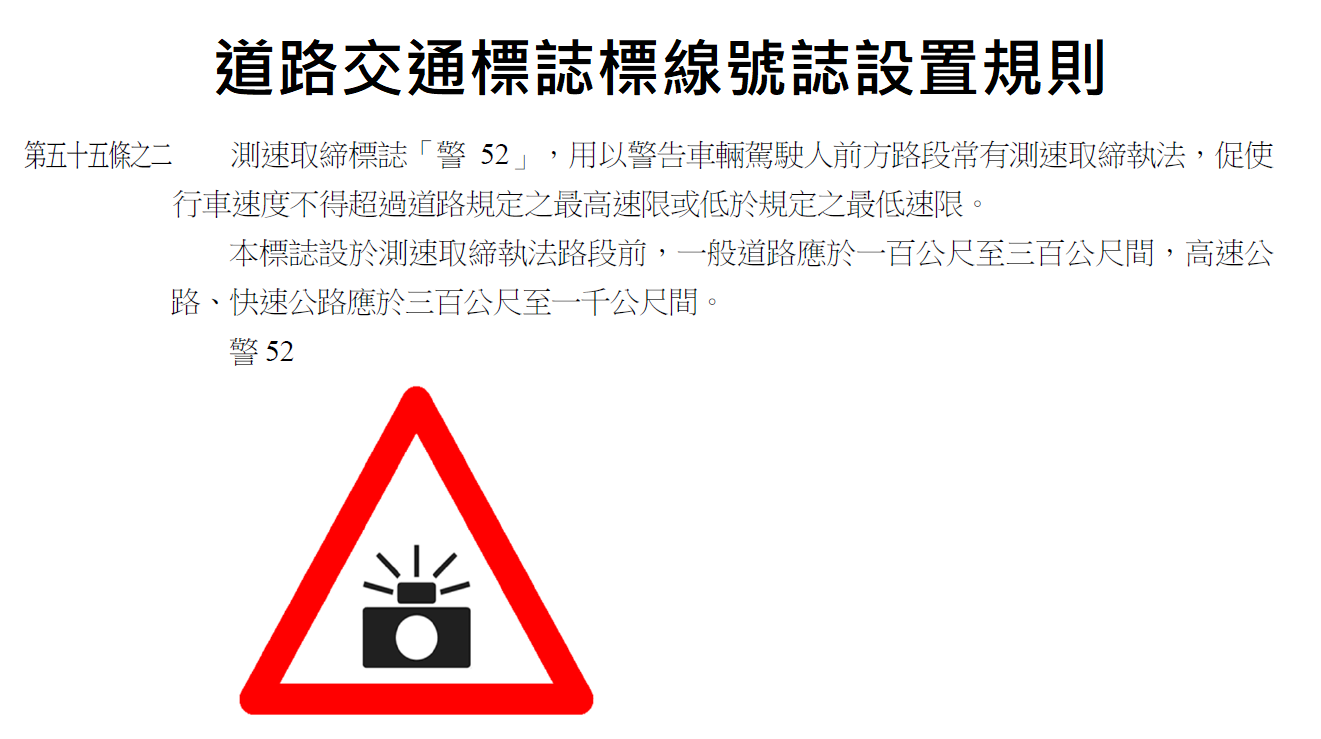 道路交通標誌標線號誌設置規則
第五十五條之二　　測速取締標誌「警 52」，用以警告車輛駕駛人前方路段常有測速取締執法，促使
行車速度不得超過道路規定之最高速限或低於規定之最低速限。
本標誌設於測速取締執法路段前，一般道路應於一百公尺至三百公尺間，高速公
路、快速公路應於三百公尺至一千公尺間。
警 52